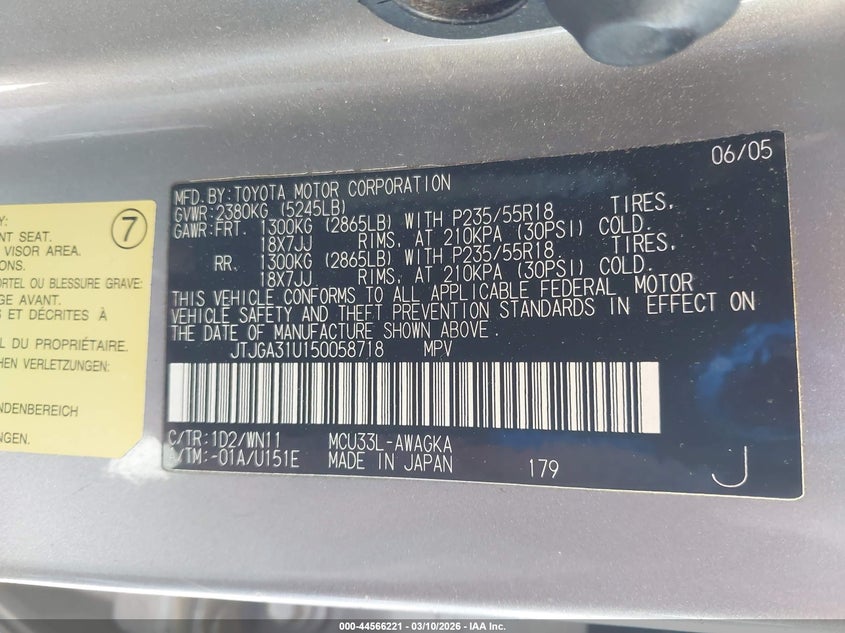 Y:
NT SEAT.
VISOR AREA.
ONS.
ORTEL OU BLESSURE GRAVE:
GE AVANT.
S ET DÉCRITES À
DU PROPRIÉTAIRE.
HEN VERLETZUNGEN:
NDENBEREICH
NGEN.
7
06/05
MFD.BY:TOYOTA MOTOR CORPORATION
GVWR:2380KG (5245LB)
GAWR:FRT. 1300KG (2865LB) WITH P235/55R18 TIRES,
18X7JJ RIMS, AT 210KPA (30PSI) COLD.
RR. 1300KG (2865LB) WITH P235/55R18 TIRES,
18X7JJ RIMS, AT 210KPA (30PSI) COLD.
THIS VEHICLE CONFORMS TO ALL APPLICABLE FEDERAL MOTOR
VEHICLE SAFETY AND THEFT PREVENTION STANDARDS IN EFFECT ON
THE DATE OF MANUFACTURE SHOWN ABOVE.
JTJGA31U150058718 MPV
C/TR:1D2/WN11 MCU33L-AWAGKA
A/TM:-01A/U151E MADE IN JAPAN 179 J
000-44566221 - 03/10/2026 - IAA Inc.